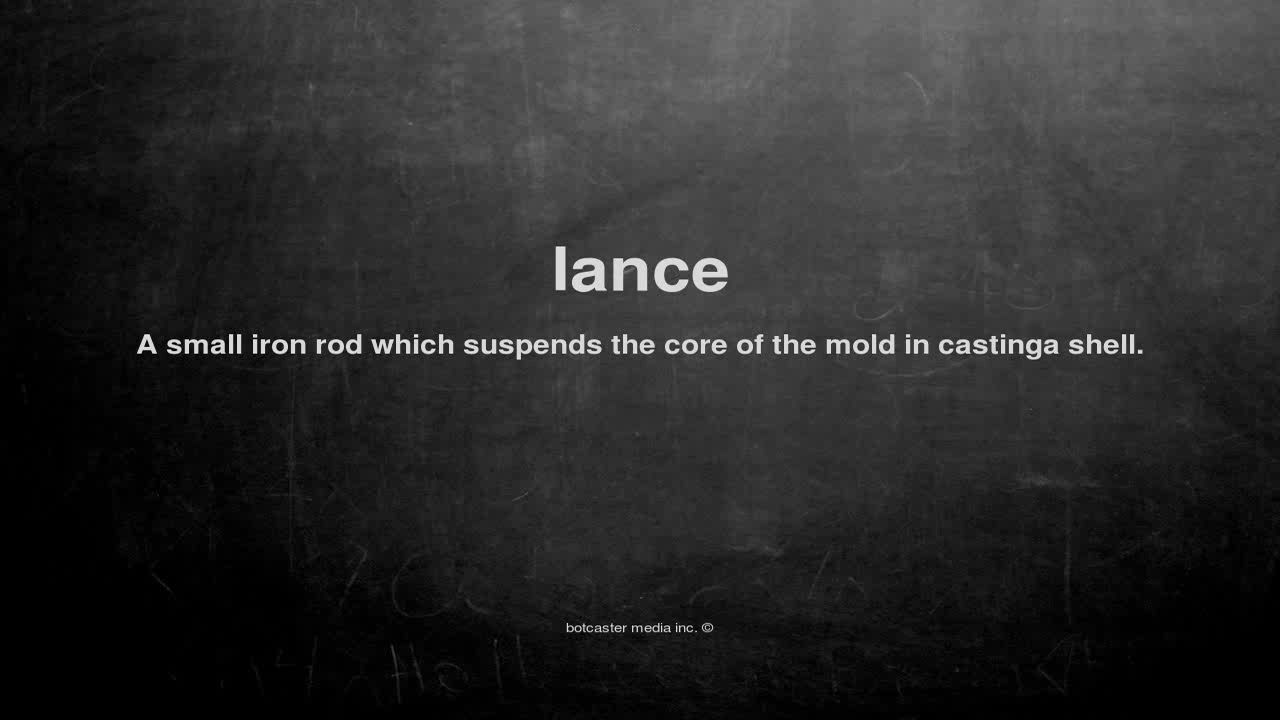 lance
A small iron rod which suspends the core of the mold in castinga shell.
botcaster media inc. ©